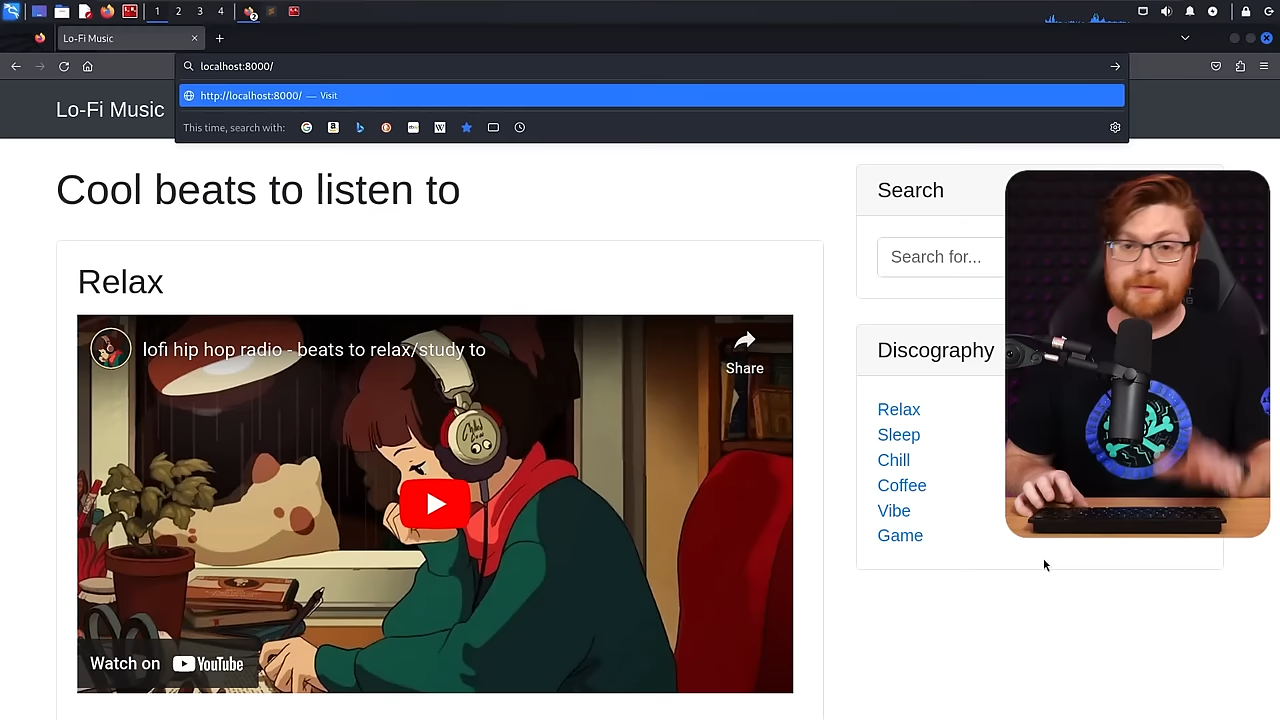 1 2 3 4
2
Lo-Fi Music
localhost:8000/
http://localhost:8000/ — Visit
This time, search with:
Lo-Fi Music
Cool beats to listen to
Search
Search for...
Relax
lofi hip hop radio - beats to relax/study to
Share
Watch on YouTube
Discography
Relax
Sleep
Chill
Coffee
Vibe
Game